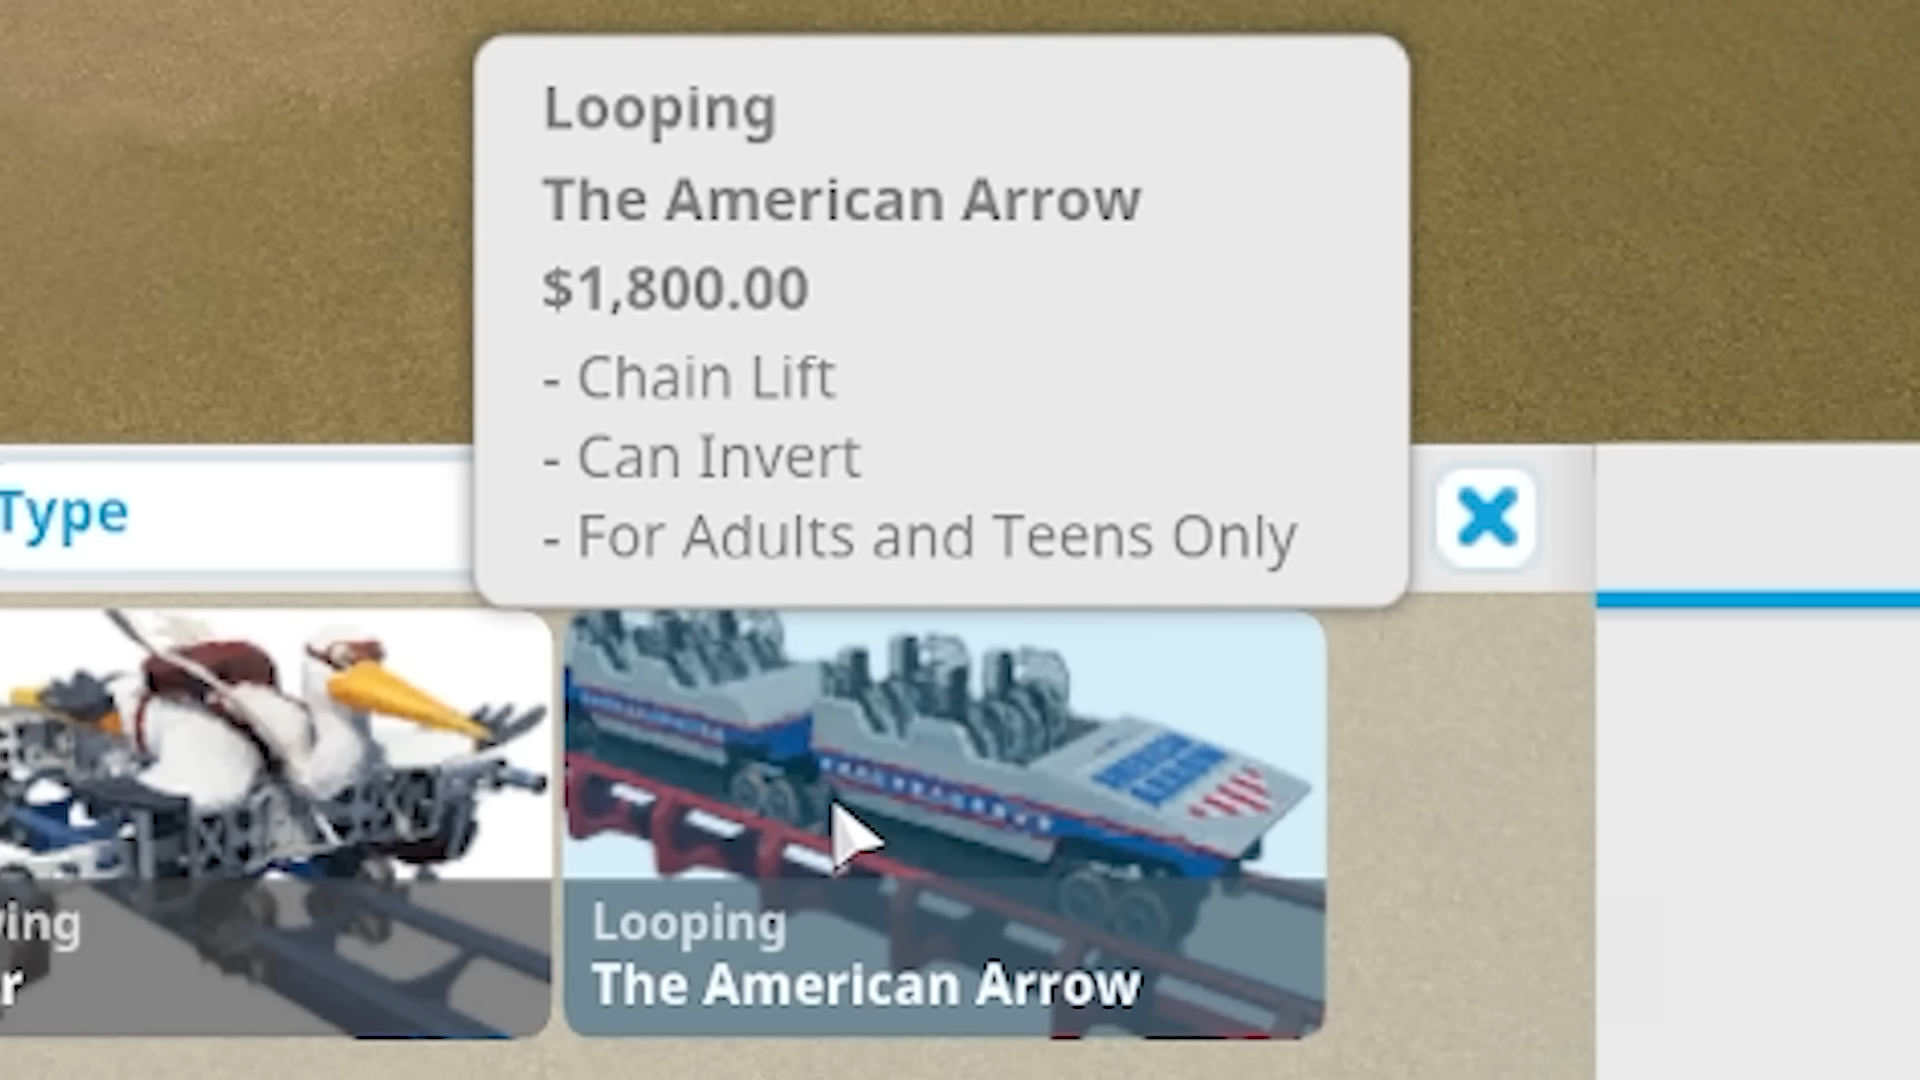 Looping
The American Arrow
$1,800.00
- Chain Lift
- Can Invert
- For Adults and Teens Only
Type
ving
r
Looping
The American Arrow